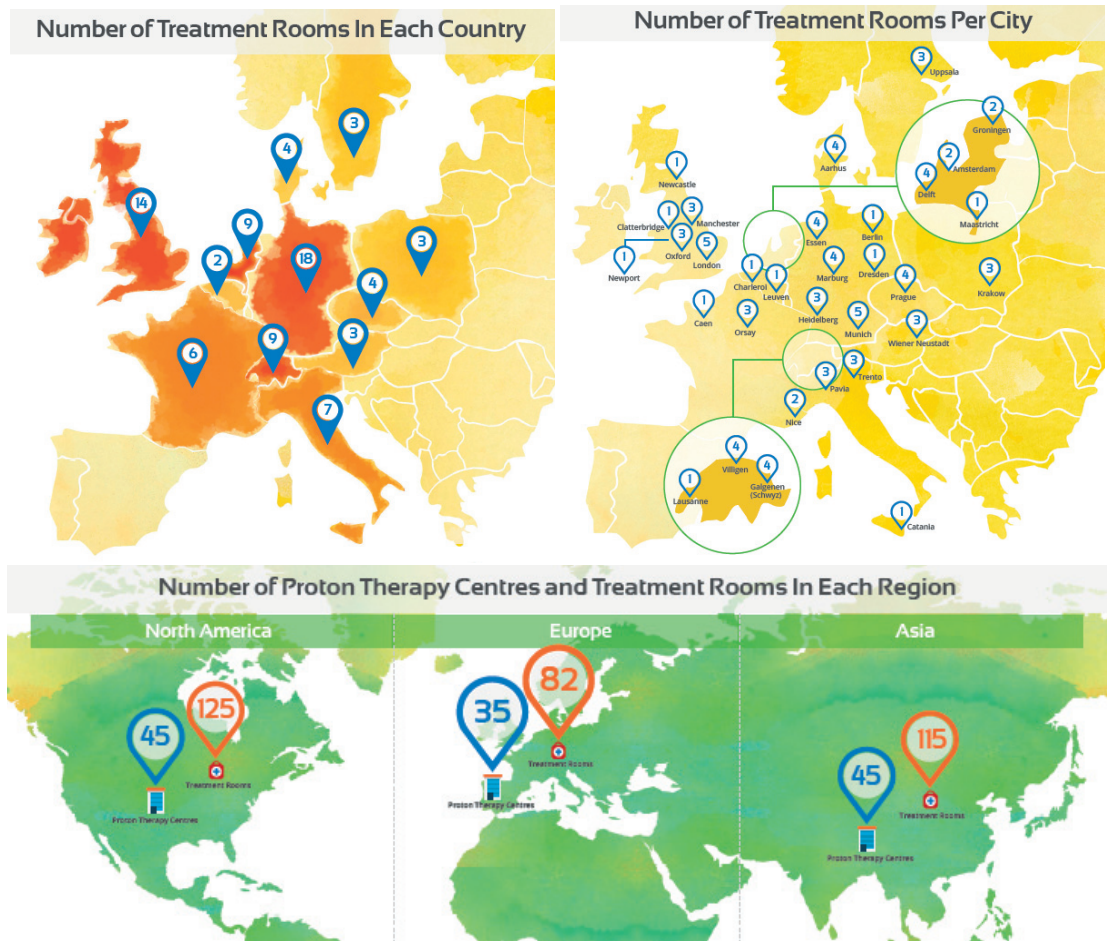 Number of Treatment Rooms In Each Country
3
4
14
9
2
18
3
4
3
9
6
7
Number of Treatment Rooms Per City
3
Uppsala
2
Groningen
2
Amsterdam
4
Delft
1
Maastricht
4
Aarhus
1
Newcastle
1
Clatterbridge
3
Manchester
3
Oxford
5
London
1
Newport
4
Essen
1
Berlin
4
Marburg
1
Dresden
1
Charleroi
1
Leuven
4
Prague
3
Krakow
1
Caen
3
Orsay
3
Heidelberg
5
Munich
3
Wiener Neustadt
3
Trento
3
Pavia
2
Nice
4
Villigen
4
Galgenen
(Schwyz)
1
Lausanne
1
Catania
Number of Proton Therapy Centres and Treatment Rooms In Each Region
North America
Europe
Asia
125
45
Treatment Rooms
Proton Therapy Centres
82
35
Treatment Rooms
Proton Therapy Centres
115
45
Treatment Rooms
Proton Therapy Centres